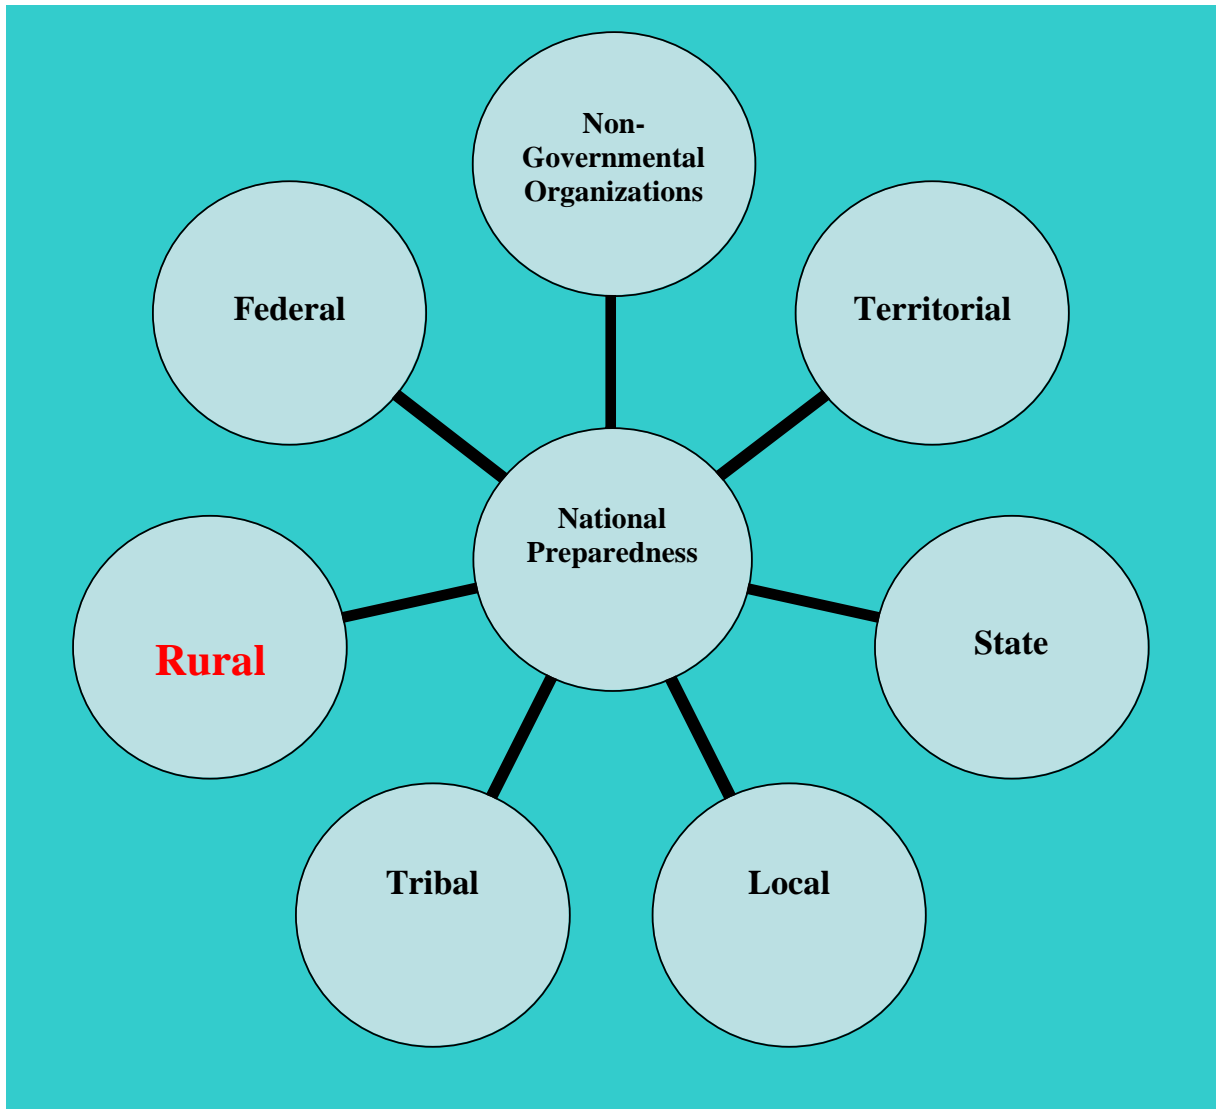 Non-
Governmental
Organizations
Federal
Territorial
National
Preparedness
Rural
State
Tribal
Local